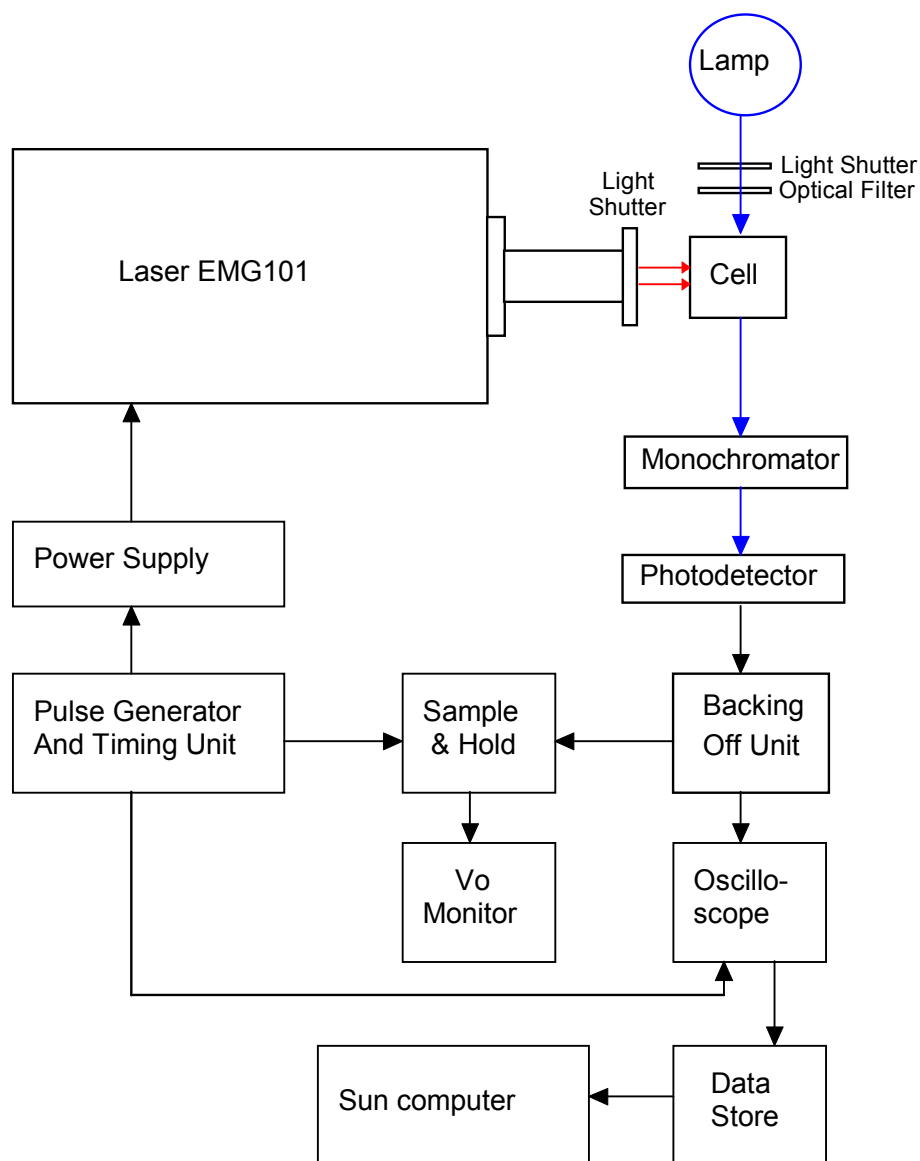 Lamp
Light Shutter
Optical Filter
Light
Shutter
Laser EMG101
Cell
Monochromator
Power Supply
Photodetector
Pulse Generator
And Timing Unit
Sample
& Hold
Backing
Off Unit
Vo
Monitor
Oscillo-
scope
Sun computer
Data
Store